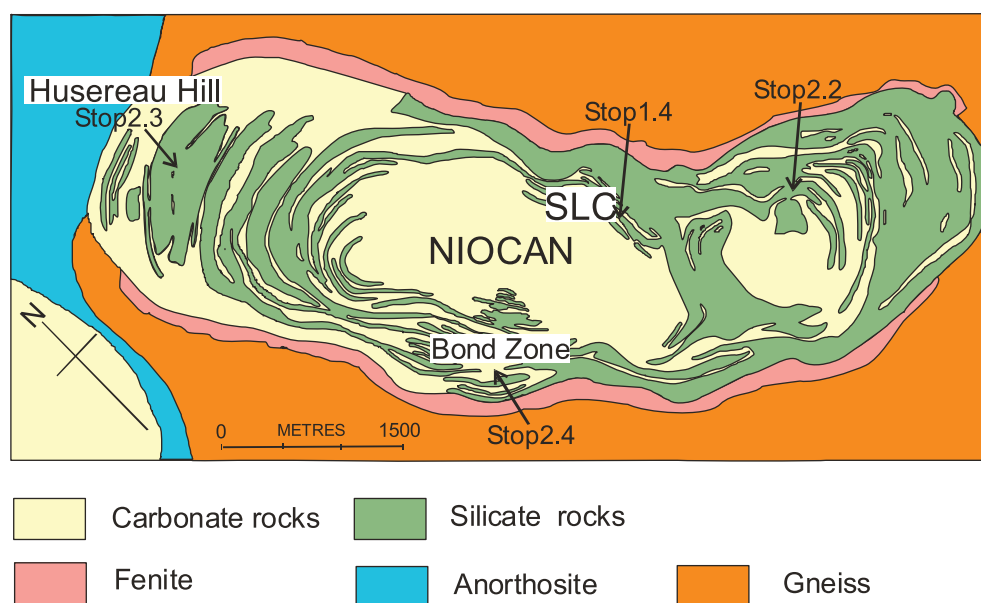 Husereau Hill
Stop2.3
Stop1.4
Stop2.2
SLC
NIOCAN
N
Bond Zone
0 METRES 1500
Stop2.4
Carbonate rocks
Silicate rocks
Fenite
Anorthosite
Gneiss